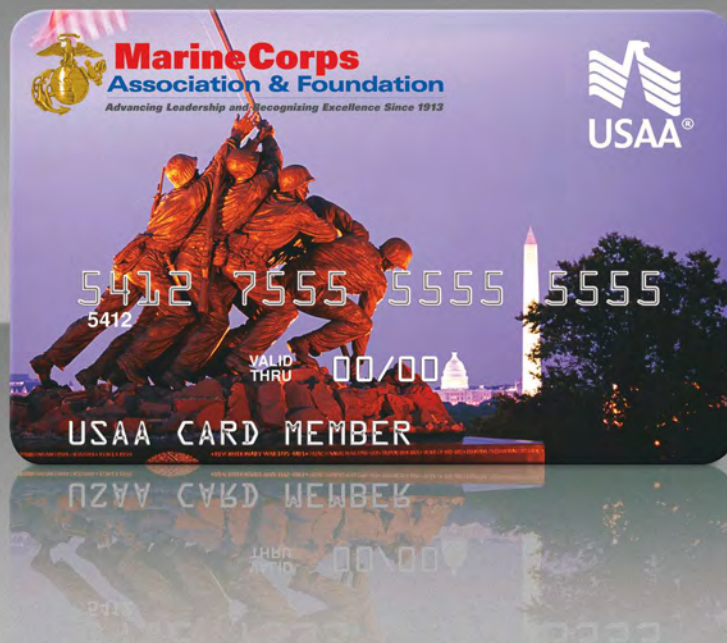 MarineCorps
Association & Foundation
Advancing Leadership and Recognizing Excellence Since 1913
USAA®
5412 7555 5555 5555
5412
VALID
THRU 00/00
USAA CARD MEMBER